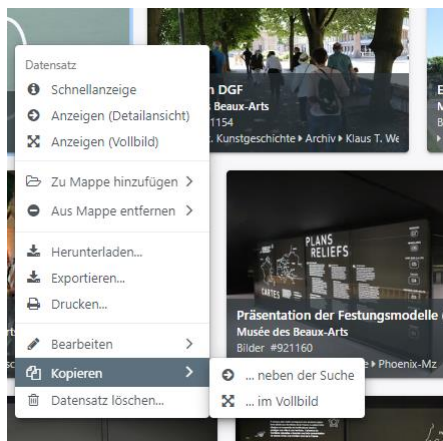 Datensatz
Schnellanzeige
Anzeigen (Detailansicht)
Anzeigen (Vollbild)
Zu Mappe hinzufügen
Aus Mappe entfernen
Herunterladen...
Exportieren...
Drucken...
Bearbeiten
Kopieren
Datensatz löschen...
... neben der Suche
... im Vollbild
DGF
Beaux-Arts
1154
Kunstgeschichte ▸ Archiv ▸ Klaus T. We
PLANS
RELIEFS
CARTES
Präsentation der Festungsmodelle
Musée des Beaux-Arts
Bilder #921160
▸ Phoenix-Mz